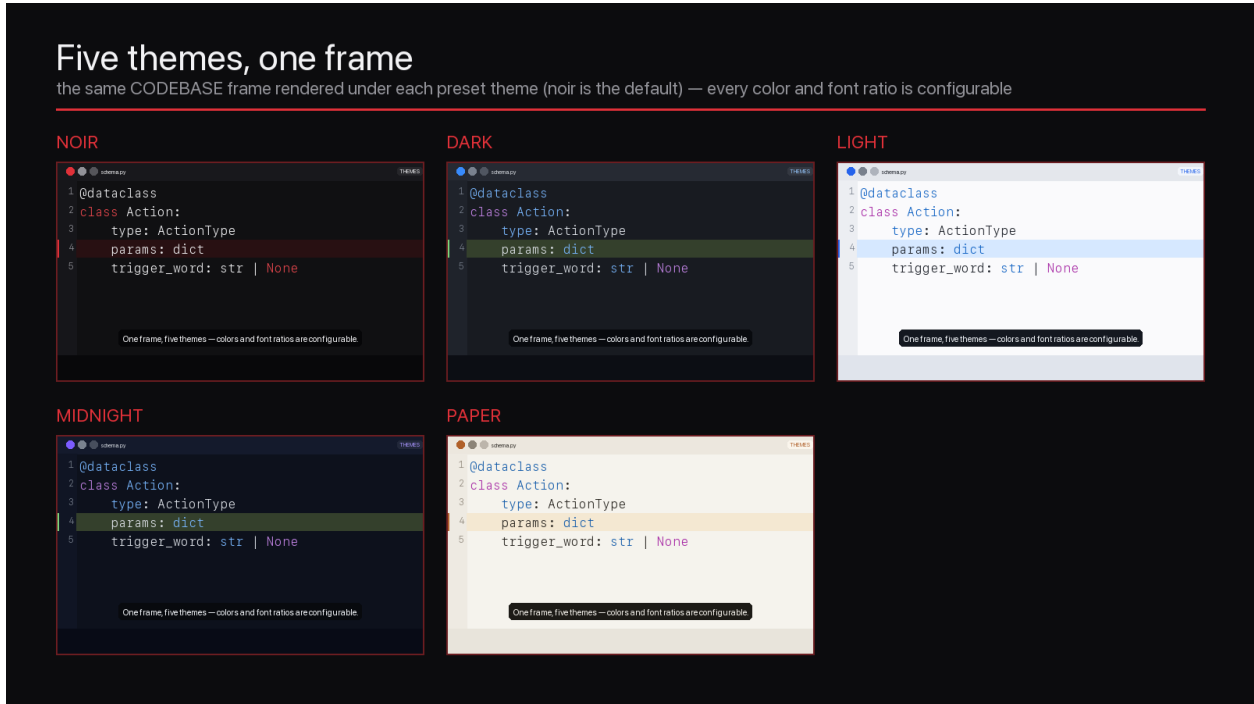 Five themes, one frame
the same CODEBASE frame rendered under each preset theme (noir is the default) — every color and font ratio is configurable
NOIR
schema.py
THEMES
1 @dataclass
2 class Action:
3 type: ActionType
4 params: dict
5 trigger_word: str | None
One frame, five themes — colors and font ratios are configurable.
DARK
schema.py
THEMES
1 @dataclass
2 class Action:
3 type: ActionType
4 params: dict
5 trigger_word: str | None
One frame, five themes — colors and font ratios are configurable.
LIGHT
schema.py
THEMES
1 @dataclass
2 class Action:
3 type: ActionType
4 params: dict
5 trigger_word: str | None
One frame, five themes — colors and font ratios are configurable.
MIDNIGHT
schema.py
THEMES
1 @dataclass
2 class Action:
3 type: ActionType
4 params: dict
5 trigger_word: str | None
One frame, five themes — colors and font ratios are configurable.
PAPER
schema.py
THEMES
1 @dataclass
2 class Action:
3 type: ActionType
4 params: dict
5 trigger_word: str | None
One frame, five themes — colors and font ratios are configurable.